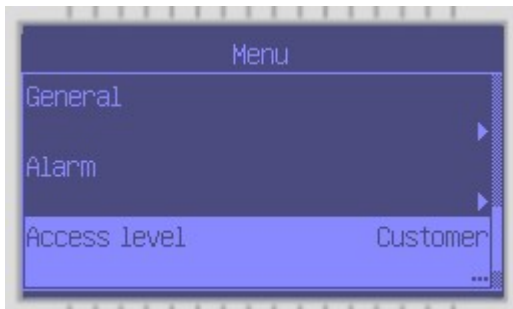 Menu
General
Alarm
Access level Customer
...